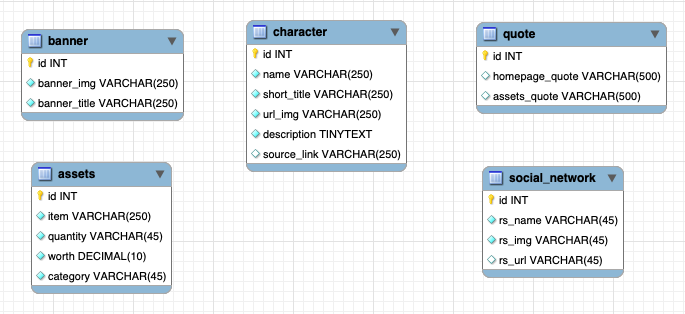 banner
id INT
banner_img VARCHAR(250)
banner_title VARCHAR(250)
character
id INT
name VARCHAR(250)
short_title VARCHAR(250)
url_img VARCHAR(250)
description TINYTEXT
source_link VARCHAR(250)
quote
id INT
homepage_quote VARCHAR(500)
assets_quote VARCHAR(500)
assets
id INT
item VARCHAR(250)
quantity VARCHAR(45)
worth DECIMAL(10)
category VARCHAR(45)
social_network
id INT
rs_name VARCHAR(45)
rs_img VARCHAR(45)
rs_url VARCHAR(45)